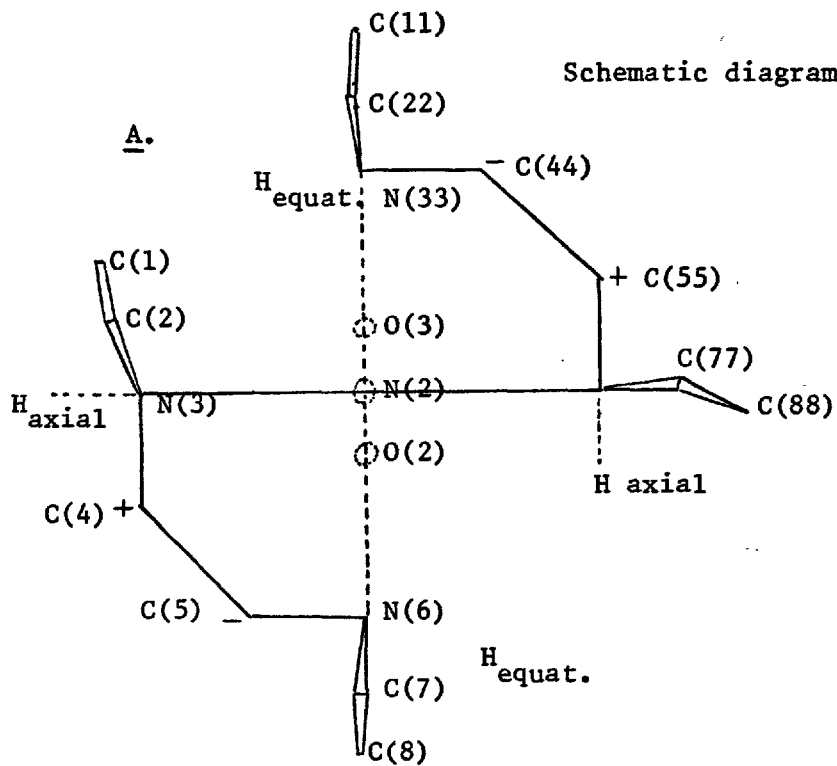 C(11)
Schematic diagram
C(22)
A.
- C(44)
H equat.
N(33)
C(1)
+ C(55)
C(2)
O(3)
C(77)
N(2)
C(88)
H axial
N(3)
O(2)
H axial
C(4) +
C(5) -
N(6)
H equat.
C(7)
C(8)